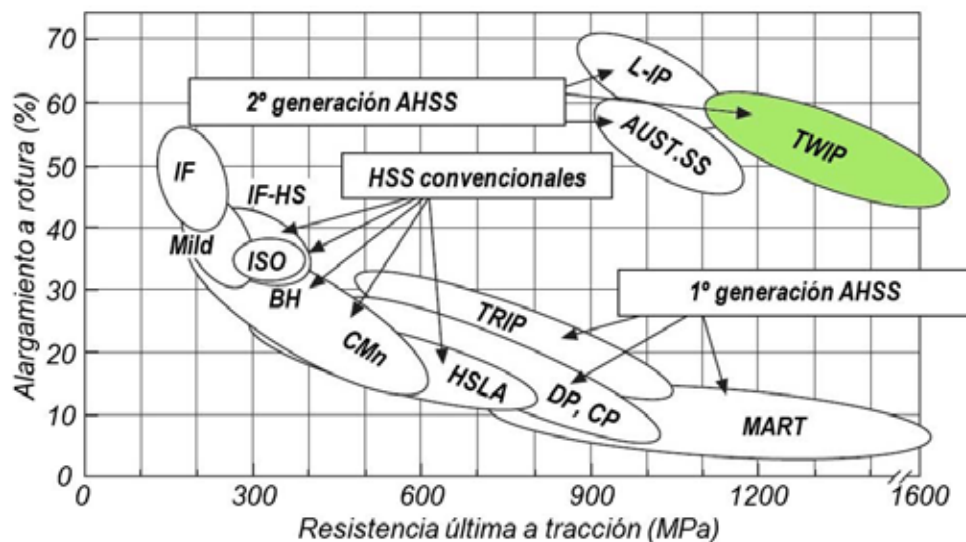 Alargamiento a rotura (%)
70
60
50
40
30
20
10
0
L-IP
2º generación AHSS
AUST.SS
TWIP
IF
HSS convencionales
IF-HS
Mild
ISO
BH
1º generación AHSS
TRIP
CMn
HSLA
DP, CP
MART
0
300
600
900
1200
1600
Resistencia última a tracción (MPa)